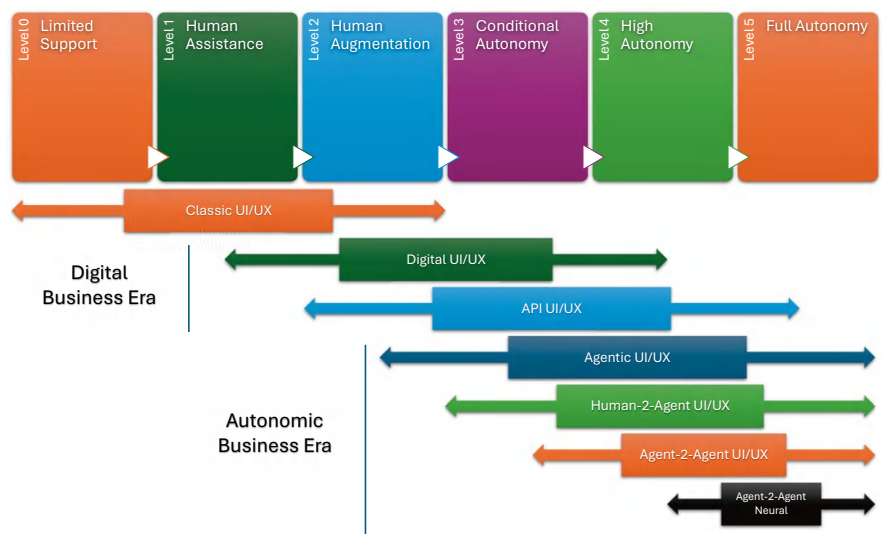 Level 0
Limited
Support
Level 1
Human
Assistance
Level 2
Human
Augmentation
Level 3
Conditional
Autonomy
Level 4
High
Autonomy
Level 5
Full Autonomy
Classic UI/UX
Digital UI/UX
Digital
Business Era
API UI/UX
Agentic UI/UX
Human-2-Agent UI/UX
Autonomic
Business Era
Agent-2-Agent UI/UX
Agent-2-Agent
Neural